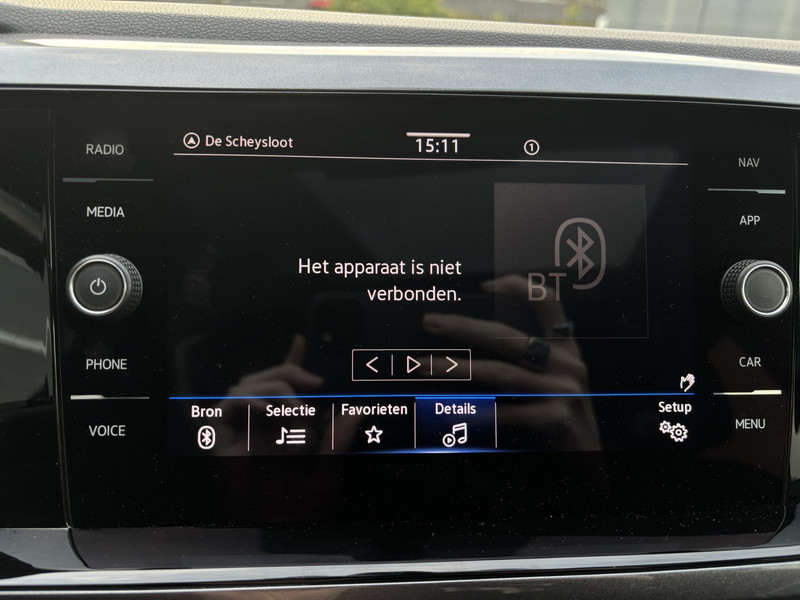 RADIO
MEDIA
PHONE
VOICE
De Scheysloot
15:11
1
Het apparaat is niet
verbonden.
BT
Bron
Selectie
Favorieten
Details
Setup
NAV
APP
CAR
MENU